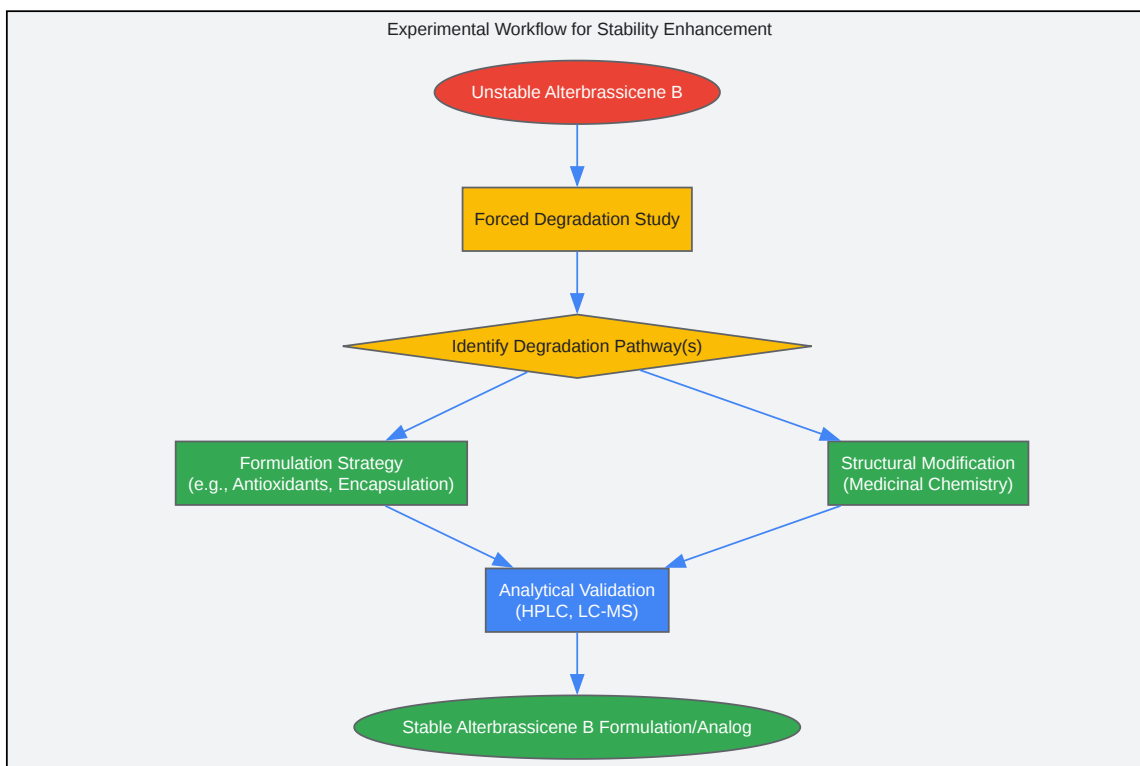 Experimental Workflow for Stability Enhancement
Unstable Alterbrassicene B
Forced Degradation Study
Identify Degradation Pathway(s)
Formulation Strategy
(e.g., Antioxidants, Encapsulation)
Structural Modification
(Medicinal Chemistry)
Analytical Validation
(HPLC, LC-MS)
Stable Alterbrassicene B Formulation/Analog